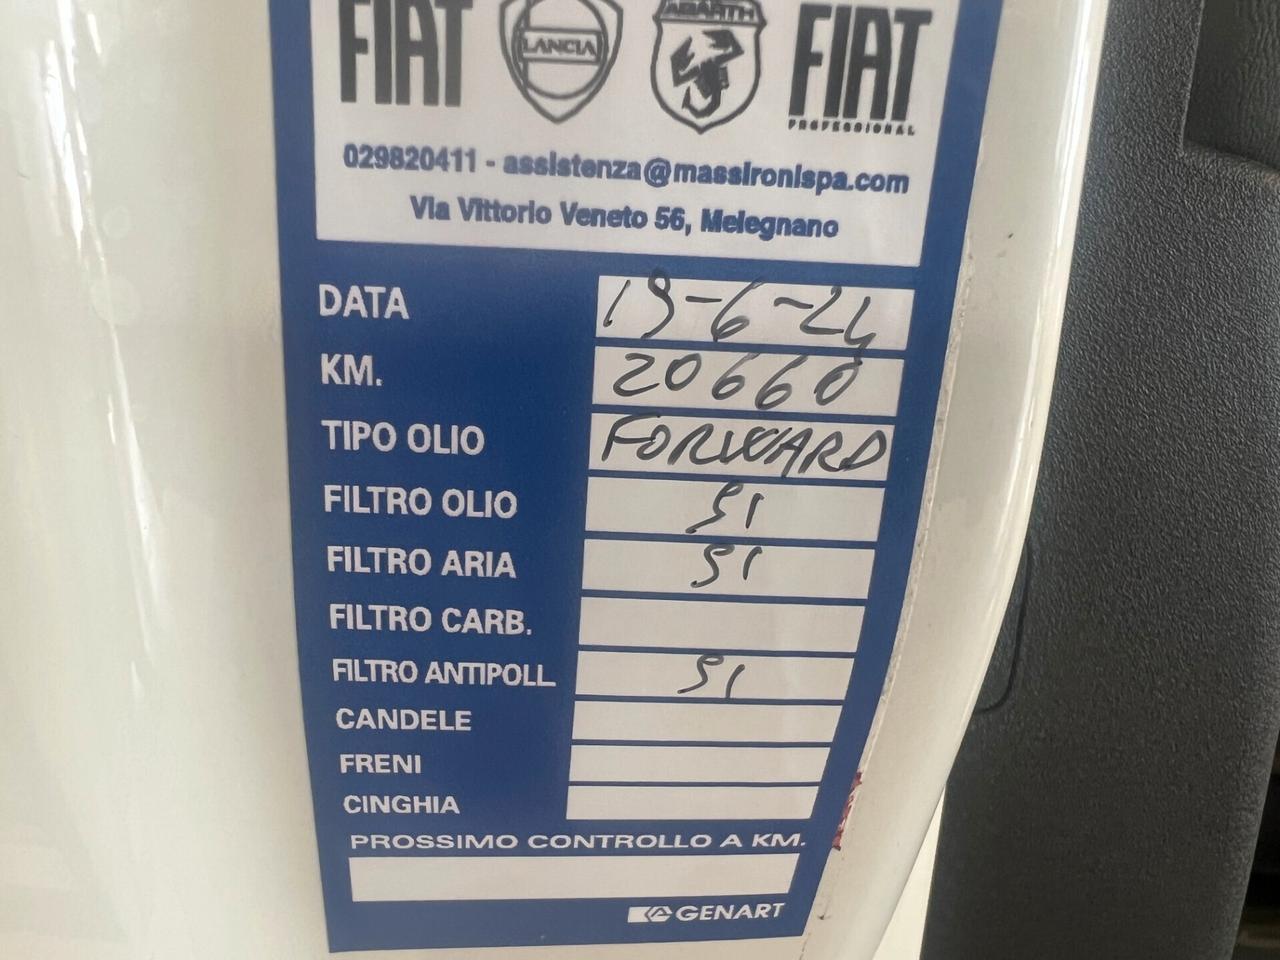 FIAT LANCIA ABARTH FIAT
PROFESSIONAL
029820411 - assistenza@massironispa.com
Via Vittorio Veneto 56, Melegnano
DATA 19-6-24
KM. 20660
TIPO OLIO FORWARD
FILTRO OLIO SI
FILTRO ARIA SI
FILTRO CARB.
FILTRO ANTIPOLL. SI
CANDELE
FRENI
CINGHIA
PROSSIMO CONTROLLO A KM.
GENART